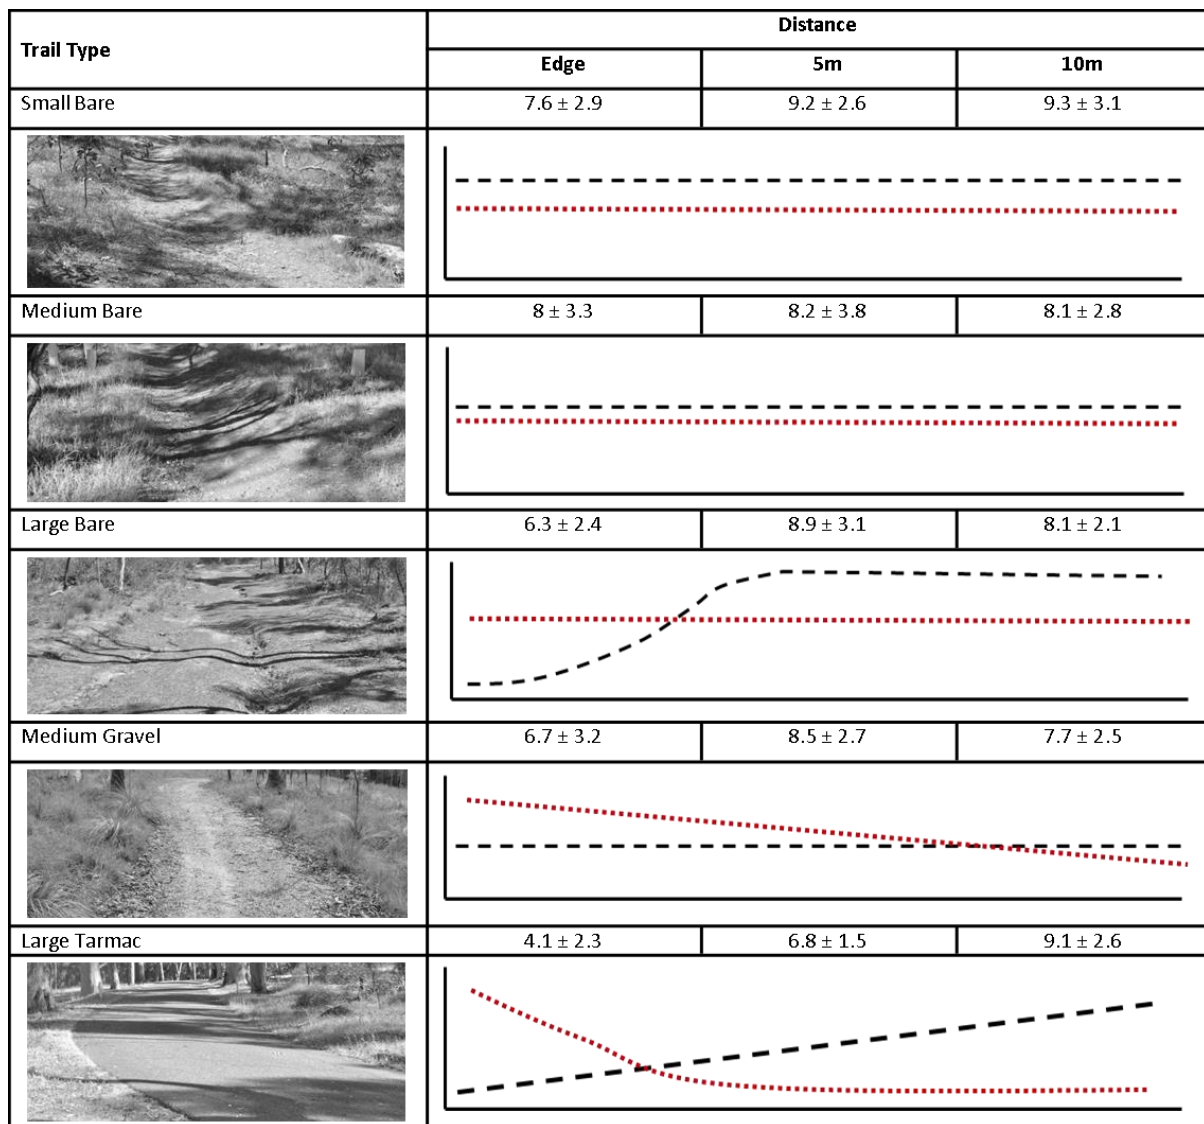 Trail Type
Distance
Edge 5m 10m
Small Bare 7.6 ± 2.9 9.2 ± 2.6 9.3 ± 3.1
Medium Bare 8 ± 3.3 8.2 ± 3.8 8.1 ± 2.8
Large Bare 6.3 ± 2.4 8.9 ± 3.1 8.1 ± 2.1
Medium Gravel 6.7 ± 3.2 8.5 ± 2.7 7.7 ± 2.5
Large Tarmac 4.1 ± 2.3 6.8 ± 1.5 9.1 ± 2.6